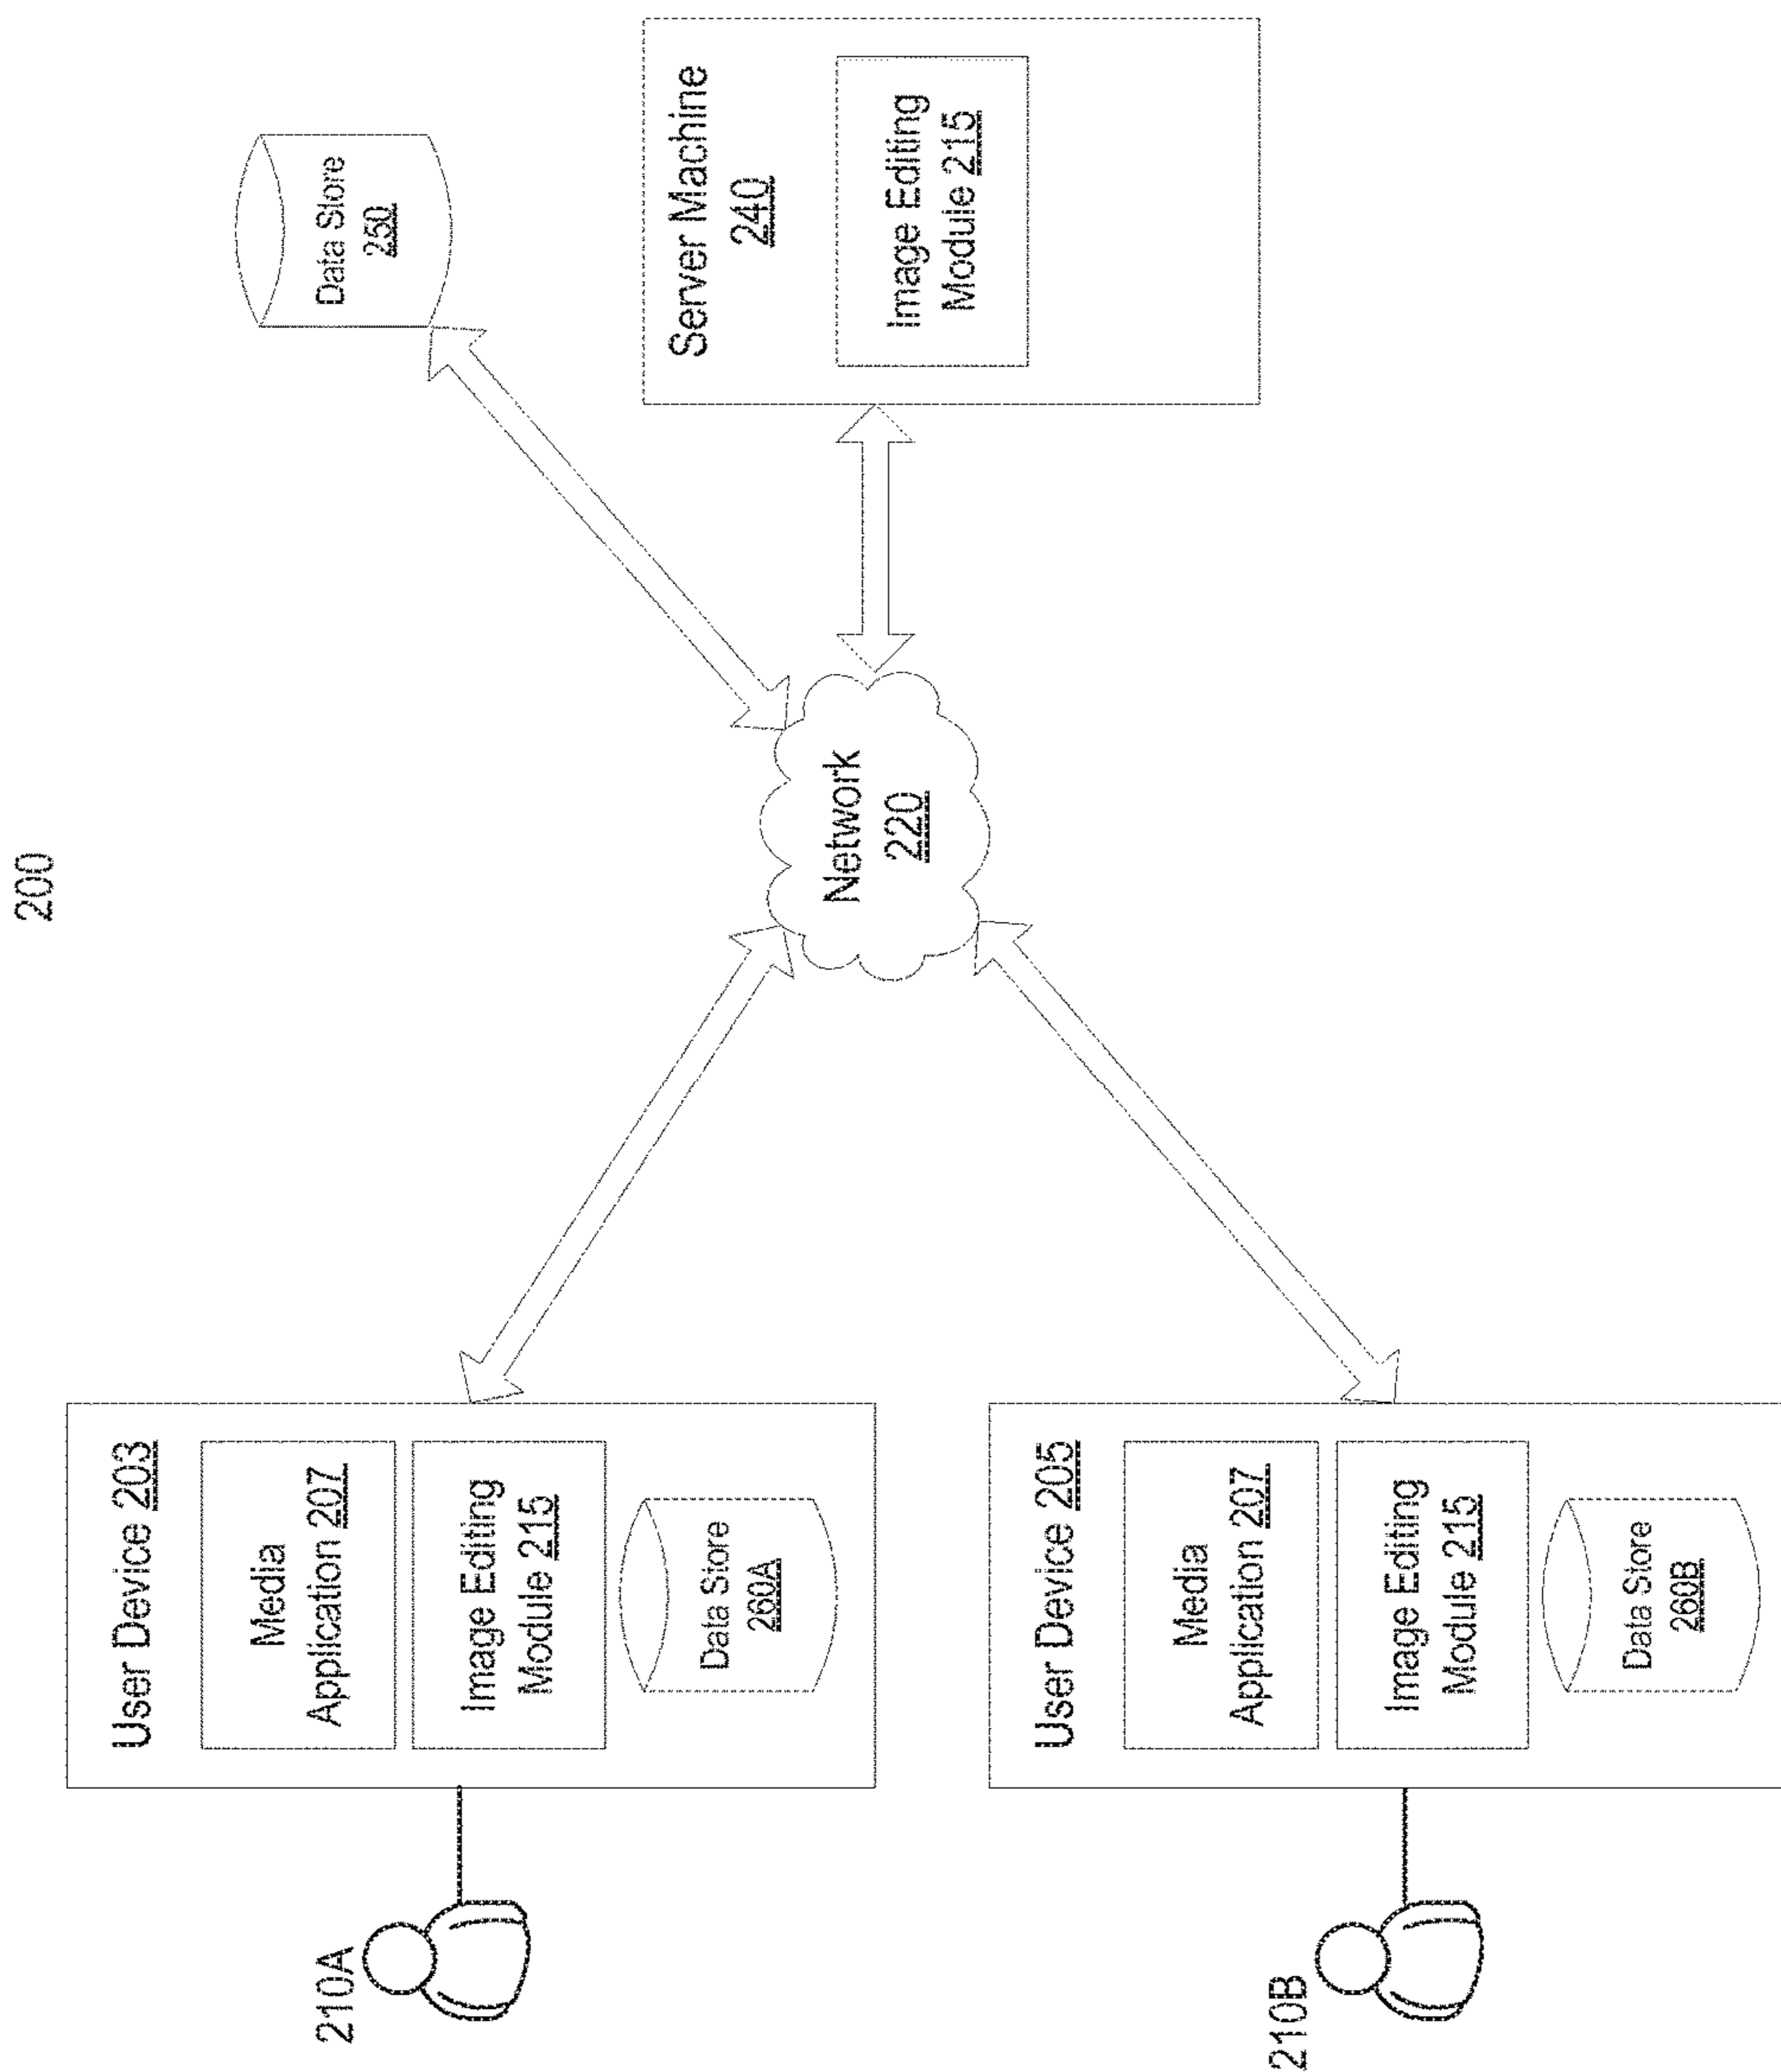 200
210A
User Device 203
Media
Application 207
Image Editing
Module 215
Data Store
260A
210B
User Device 205
Media
Application 207
Image Editing
Module 215
Data Store
260B
Network
220
Data Store
250
Server Machine
240
Image Editing
Module 215